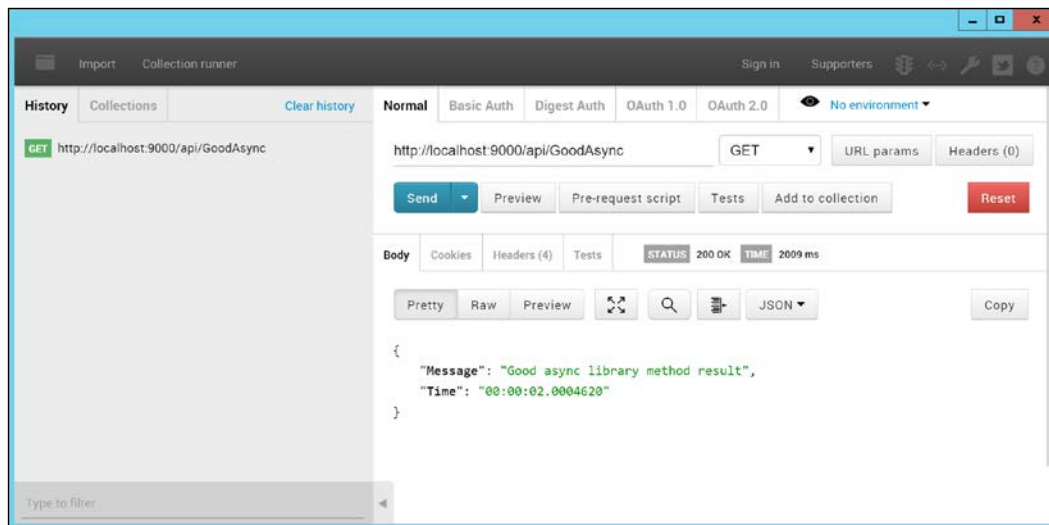 Import Collection runner Sign in Supporters
History Collections Clear history
GET http://localhost:9000/api/GoodAsync
Type to filter
Normal Basic Auth Digest Auth OAuth 1.0 OAuth 2.0 No environment
http://localhost:9000/api/GoodAsync GET URL params Headers (0)
Send Preview Pre-request script Tests Add to collection Reset
Body Cookies Headers (4) Tests STATUS 200 OK TIME 2009 ms
Pretty Raw Preview JSON Copy
{
"Message": "Good async library method result",
"Time": "00:00:02.0004620"
}